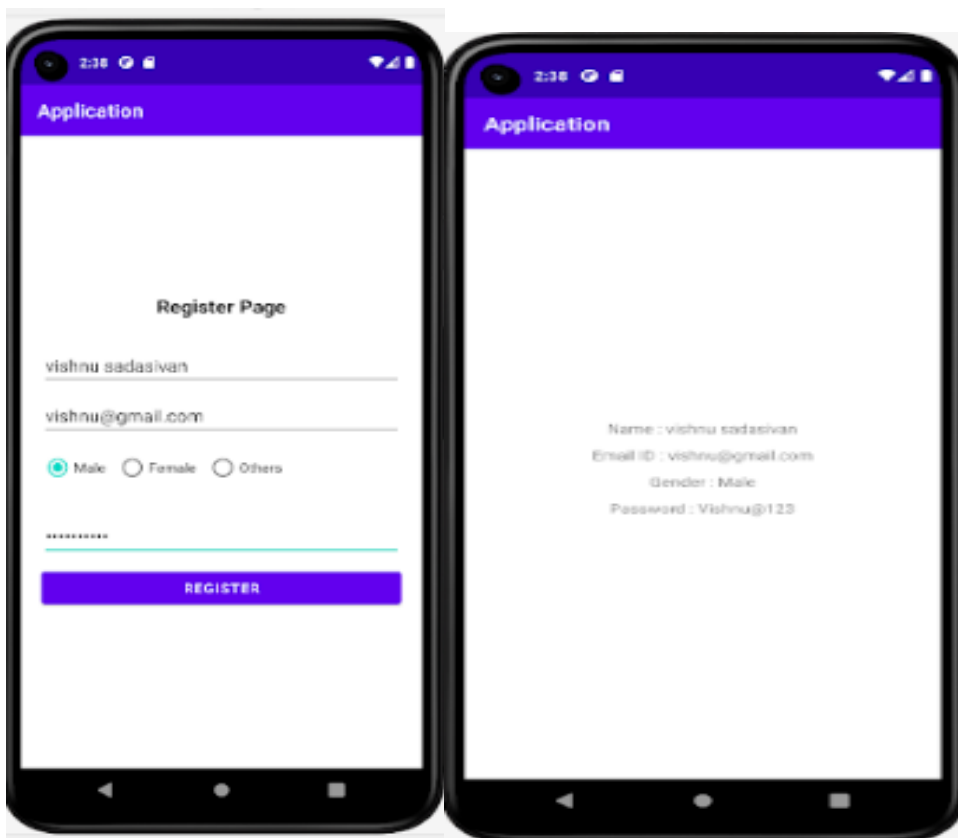 2:38
Application
Register Page
vishnu sadasivan
vishnu@gmail.com
Male Female Others
••••••••••
REGISTER
2:38
Application
Name : vishnu sadasivan
Email ID : vishnu@gmail.com
Gender : Male
Password : Vishnu@123